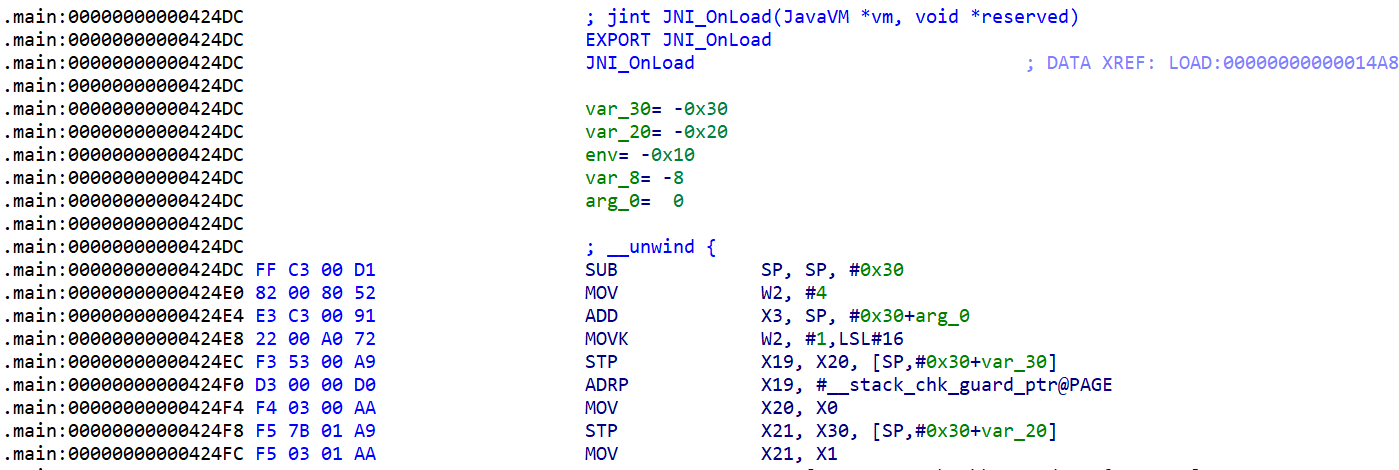 .main:00000000000424DC ; jint JNI_OnLoad(JavaVM *vm, void *reserved)
.main:00000000000424DC EXPORT JNI_OnLoad
.main:00000000000424DC JNI_OnLoad ; DATA XREF: LOAD:00000000000014A8
.main:00000000000424DC
.main:00000000000424DC var_30= -0x30
.main:00000000000424DC var_20= -0x20
.main:00000000000424DC env= -0x10
.main:00000000000424DC var_8= -8
.main:00000000000424DC arg_0= 0
.main:00000000000424DC
.main:00000000000424DC ; __unwind {
.main:00000000000424DC FF C3 00 D1 SUB SP, SP, #0x30
.main:00000000000424E0 82 00 80 52 MOV W2, #4
.main:00000000000424E4 E3 C3 00 91 ADD X3, SP, #0x30+arg_0
.main:00000000000424E8 22 00 A0 72 MOVK W2, #1,LSL#16
.main:00000000000424EC F3 53 00 A9 STP X19, X20, [SP,#0x30+var_30]
.main:00000000000424F0 D3 00 00 D0 ADRP X19, #__stack_chk_guard_ptr@PAGE
.main:00000000000424F4 F4 03 00 AA MOV X20, X0
.main:00000000000424F8 F5 7B 01 A9 STP X21, X30, [SP,#0x30+var_20]
.main:00000000000424FC F5 03 01 AA MOV X21, X1